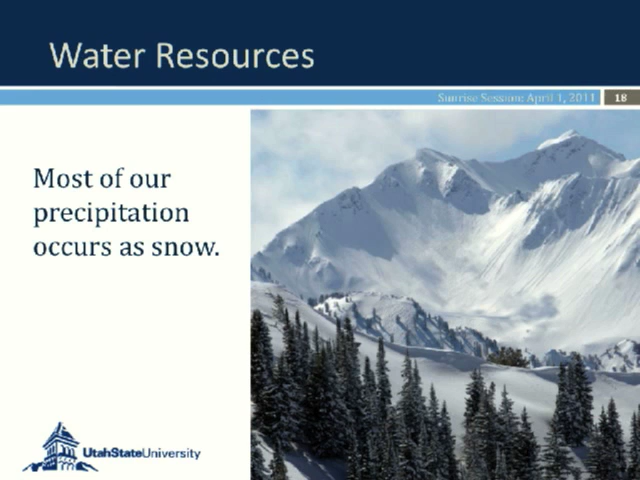 Water Resources
Sunrise Session: April 1, 2011
18
Most of our
precipitation
occurs as snow.
UtahStateUniversity